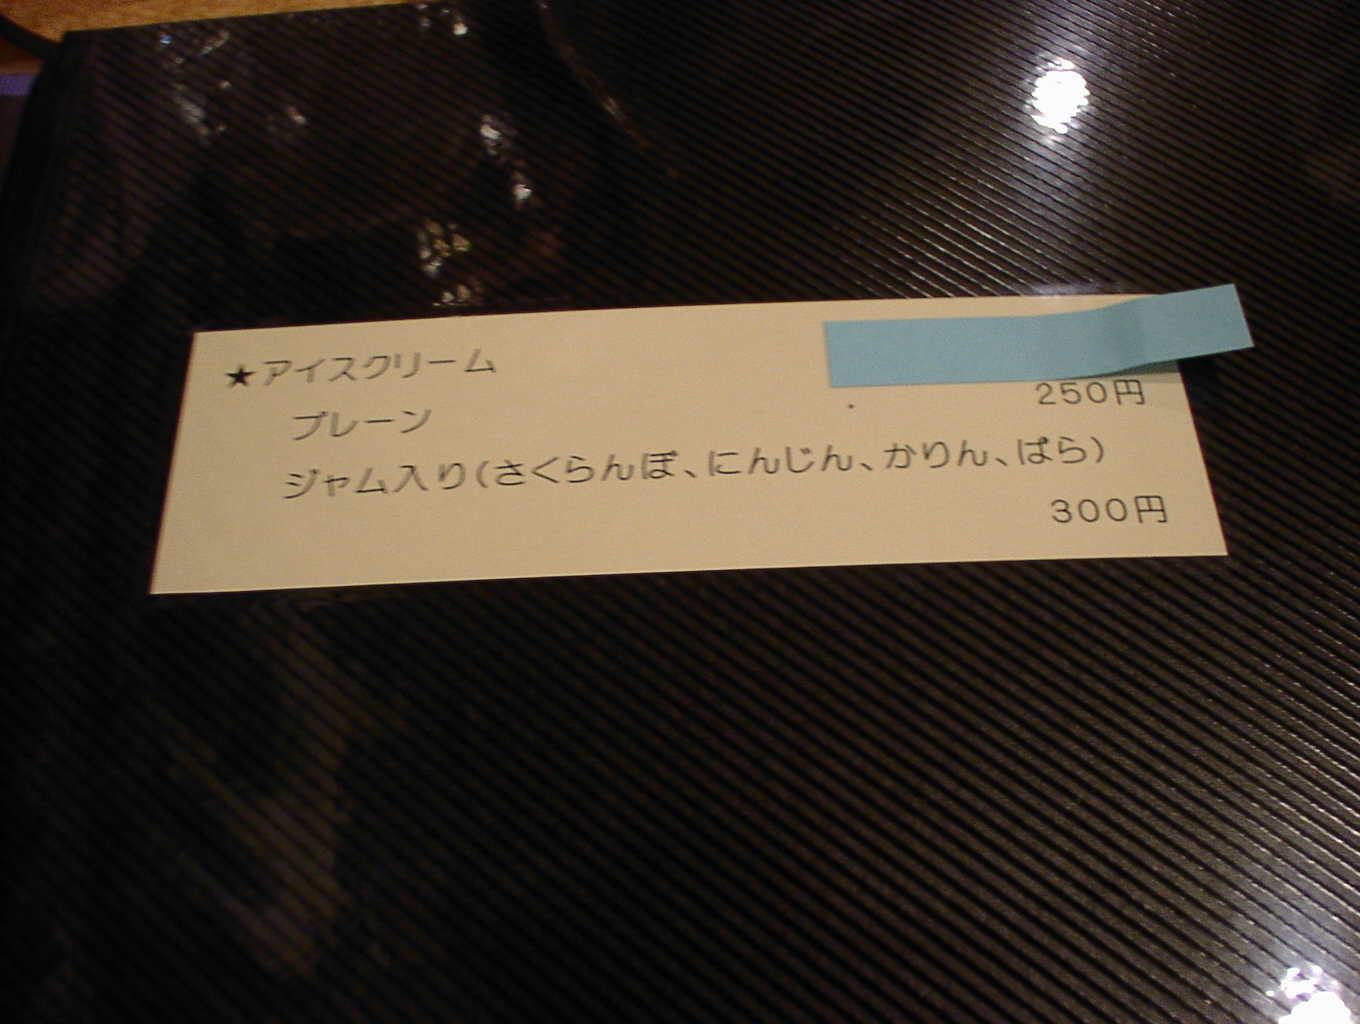 ★アイスクリーム
プレーン 250円
ジャム入り(さくらんぼ、にんじん、かりん、ばら)
300円